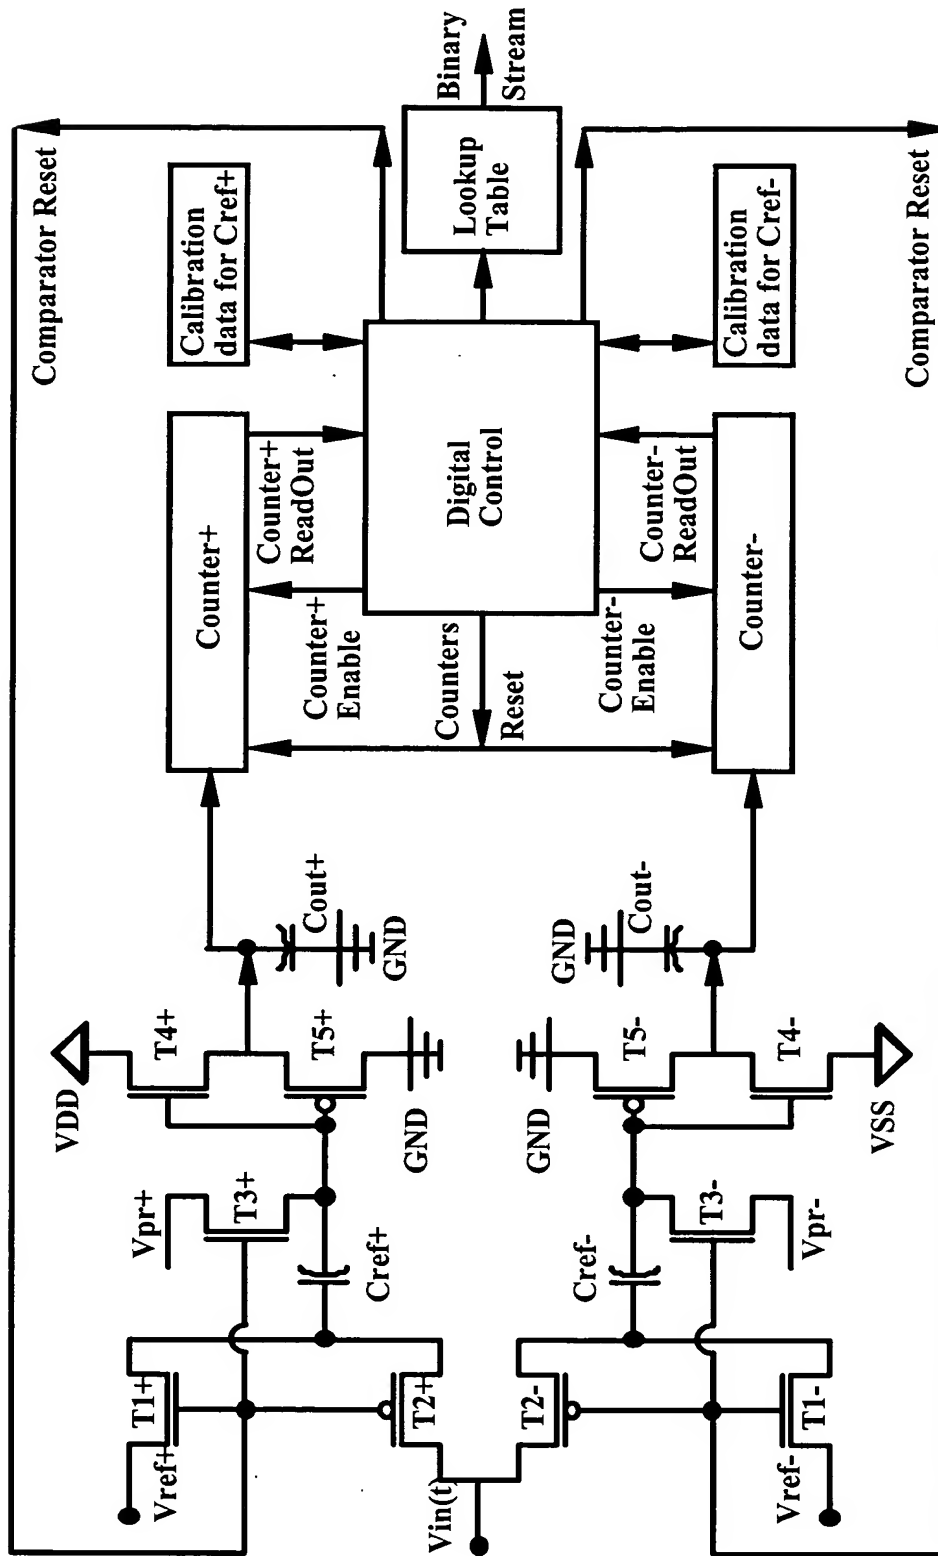 Comparator Reset
Calibration
data for Cref+
Binary
Stream
Lookup
Table
Calibration
data for Cref-
Comparator Reset
Counter+
Counter+
ReadOut
Counter+
Enable
Digital
Control
Counters
Reset
Counter-
ReadOut
Counter-
Enable
Counter-
Cout+
GND
GND
Cout-
VDD
T4+
T5+
GND
GND
T5-
T4-
VSS
Vpr+
T3+
Cref+
Cref-
T3-
Vpr-
T1+
Vref+
T2+
Vin(t)
T2-
T1-
Vref-